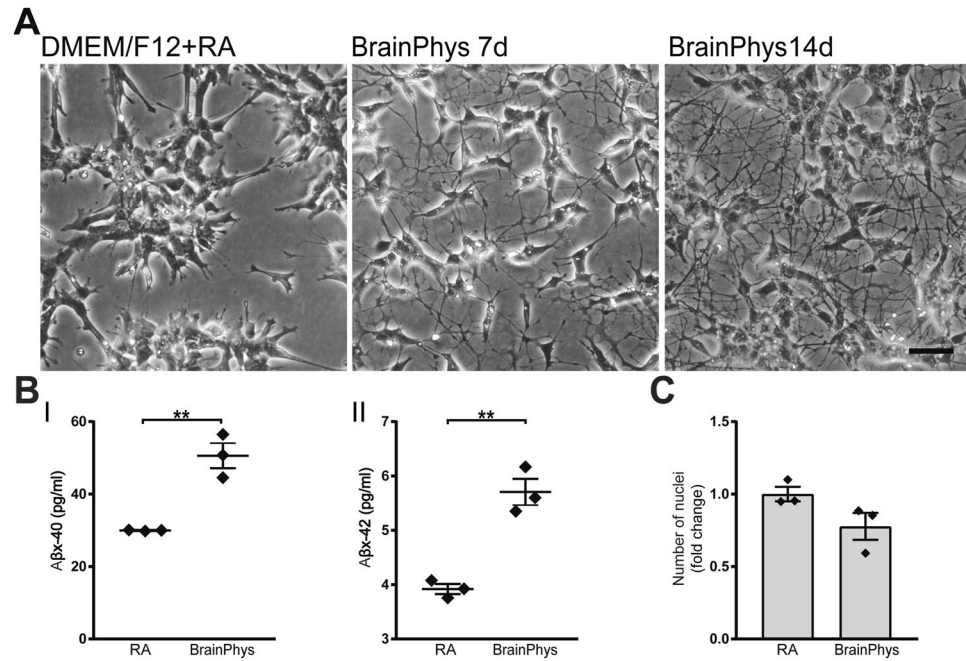 A
DMEM/F12+RA
BrainPhys 7d
BrainPhys14d
B
I
Aβx-40 (pg/ml)
60
40
20
0
**
RA
BrainPhys
II
Aβx-42 (pg/ml)
7
6
5
4
3
**
RA
BrainPhys
C
Number of nuclei
(fold change)
1.5
1.0
0.5
0.0
RA
BrainPhys